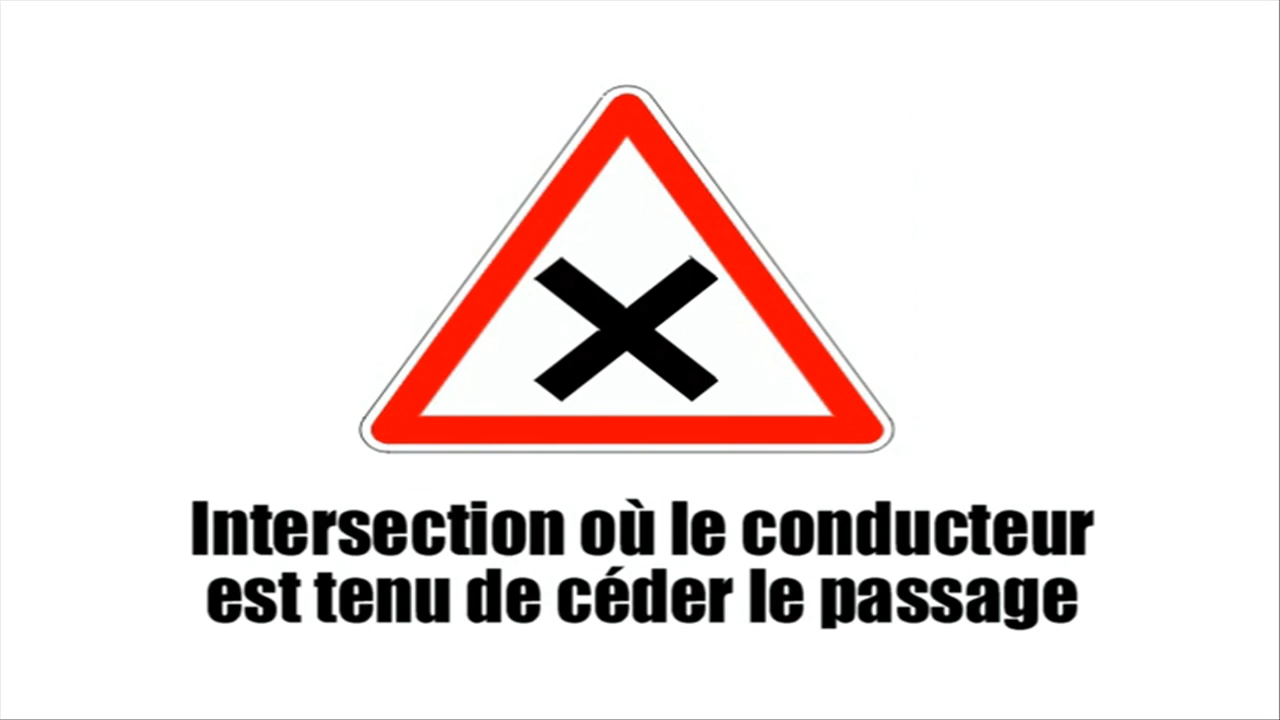 Intersection où le conducteur
est tenu de céder le passage